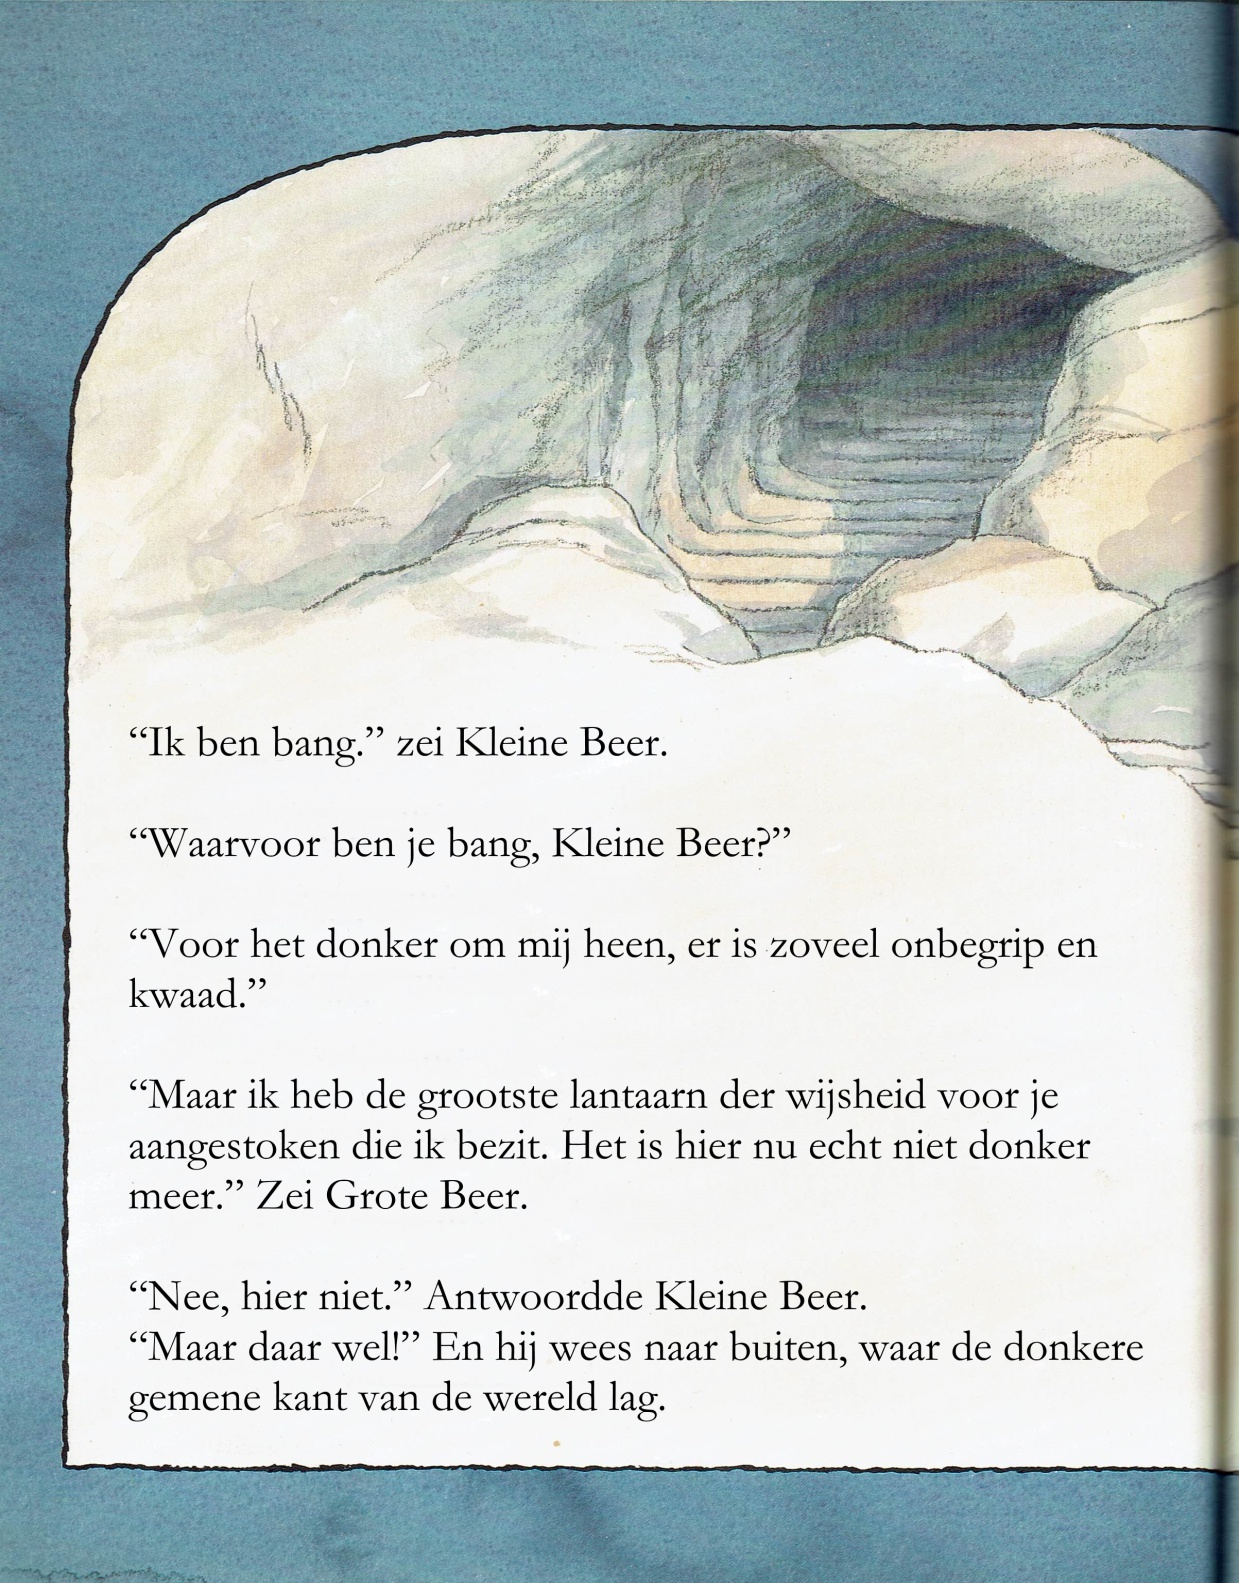 “Ik ben bang.” zei Kleine Beer.
“Waarvoor ben je bang, Kleine Beer?”
“Voor het donker om mij heen, er is zoveel onbegrip en
kwaad.”
“Maar ik heb de grootste lantaarn der wijsheid voor je
aangestoken die ik bezit. Het is hier nu echt niet donker
meer.” Zei Grote Beer.
“Nee, hier niet.” Antwoordde Kleine Beer.
“Maar daar wel!” En hij wees naar buiten, waar de donkere
gemene kant van de wereld lag.